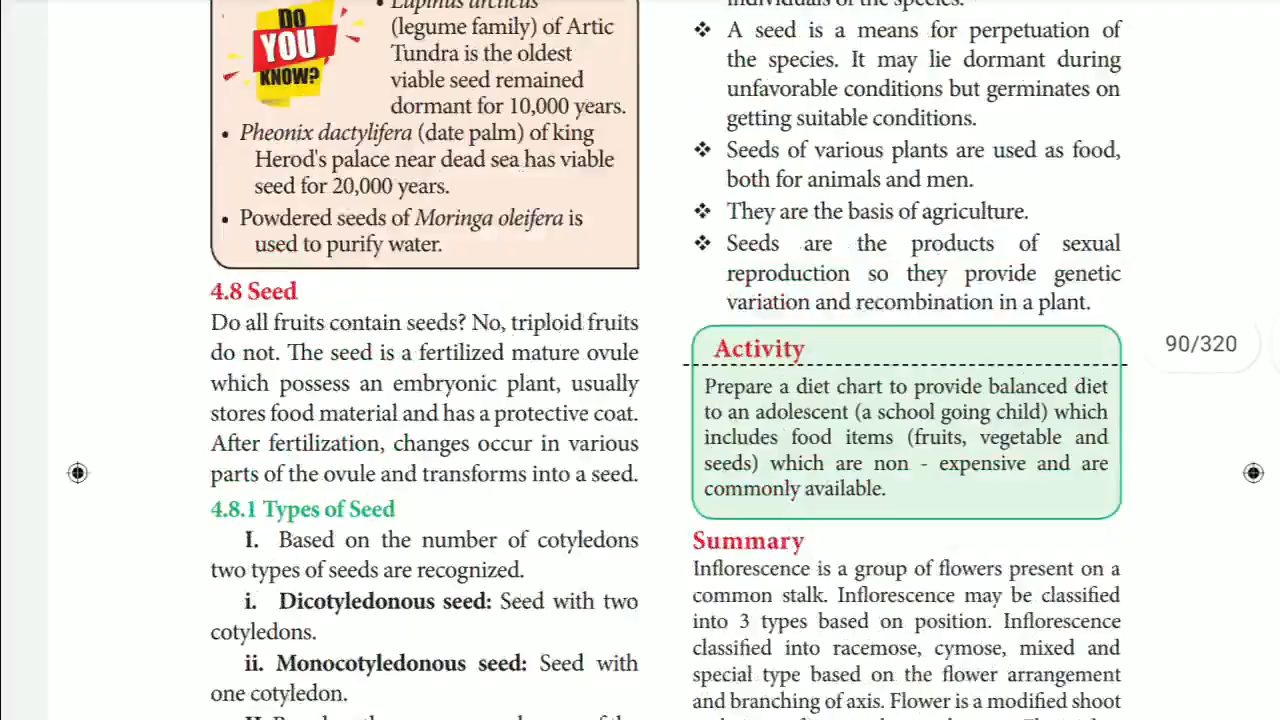 DO
YOU
KNOW?
• Lupinus arcticus
(legume family) of Artic
Tundra is the oldest
viable seed remained
dormant for 10,000 years.
• Pheonix dactylifera (date palm) of king
Herod's palace near dead sea has viable
seed for 20,000 years.
• Powdered seeds of Moringa oleifera is
used to purify water.
4.8 Seed
Do all fruits contain seeds? No, triploid fruits
do not. The seed is a fertilized mature ovule
which possess an embryonic plant, usually
stores food material and has a protective coat.
After fertilization, changes occur in various
parts of the ovule and transforms into a seed.
4.8.1 Types of Seed
I. Based on the number of cotyledons
two types of seeds are recognized.
i. Dicotyledonous seed: Seed with two
cotyledons.
ii. Monocotyledonous seed: Seed with
one cotyledon.
individuals of the species.
❖ A seed is a means for perpetuation of
the species. It may lie dormant during
unfavorable conditions but germinates on
getting suitable conditions.
❖ Seeds of various plants are used as food,
both for animals and men.
❖ They are the basis of agriculture.
❖ Seeds are the products of sexual
reproduction so they provide genetic
variation and recombination in a plant.
Activity
Prepare a diet chart to provide balanced diet
to an adolescent (a school going child) which
includes food items (fruits, vegetable and
seeds) which are non - expensive and are
commonly available.
Summary
Inflorescence is a group of flowers present on a
common stalk. Inflorescence may be classified
into 3 types based on position. Inflorescence
classified into racemose, cymose, mixed and
special type based on the flower arrangement
and branching of axis. Flower is a modified shoot
90/320